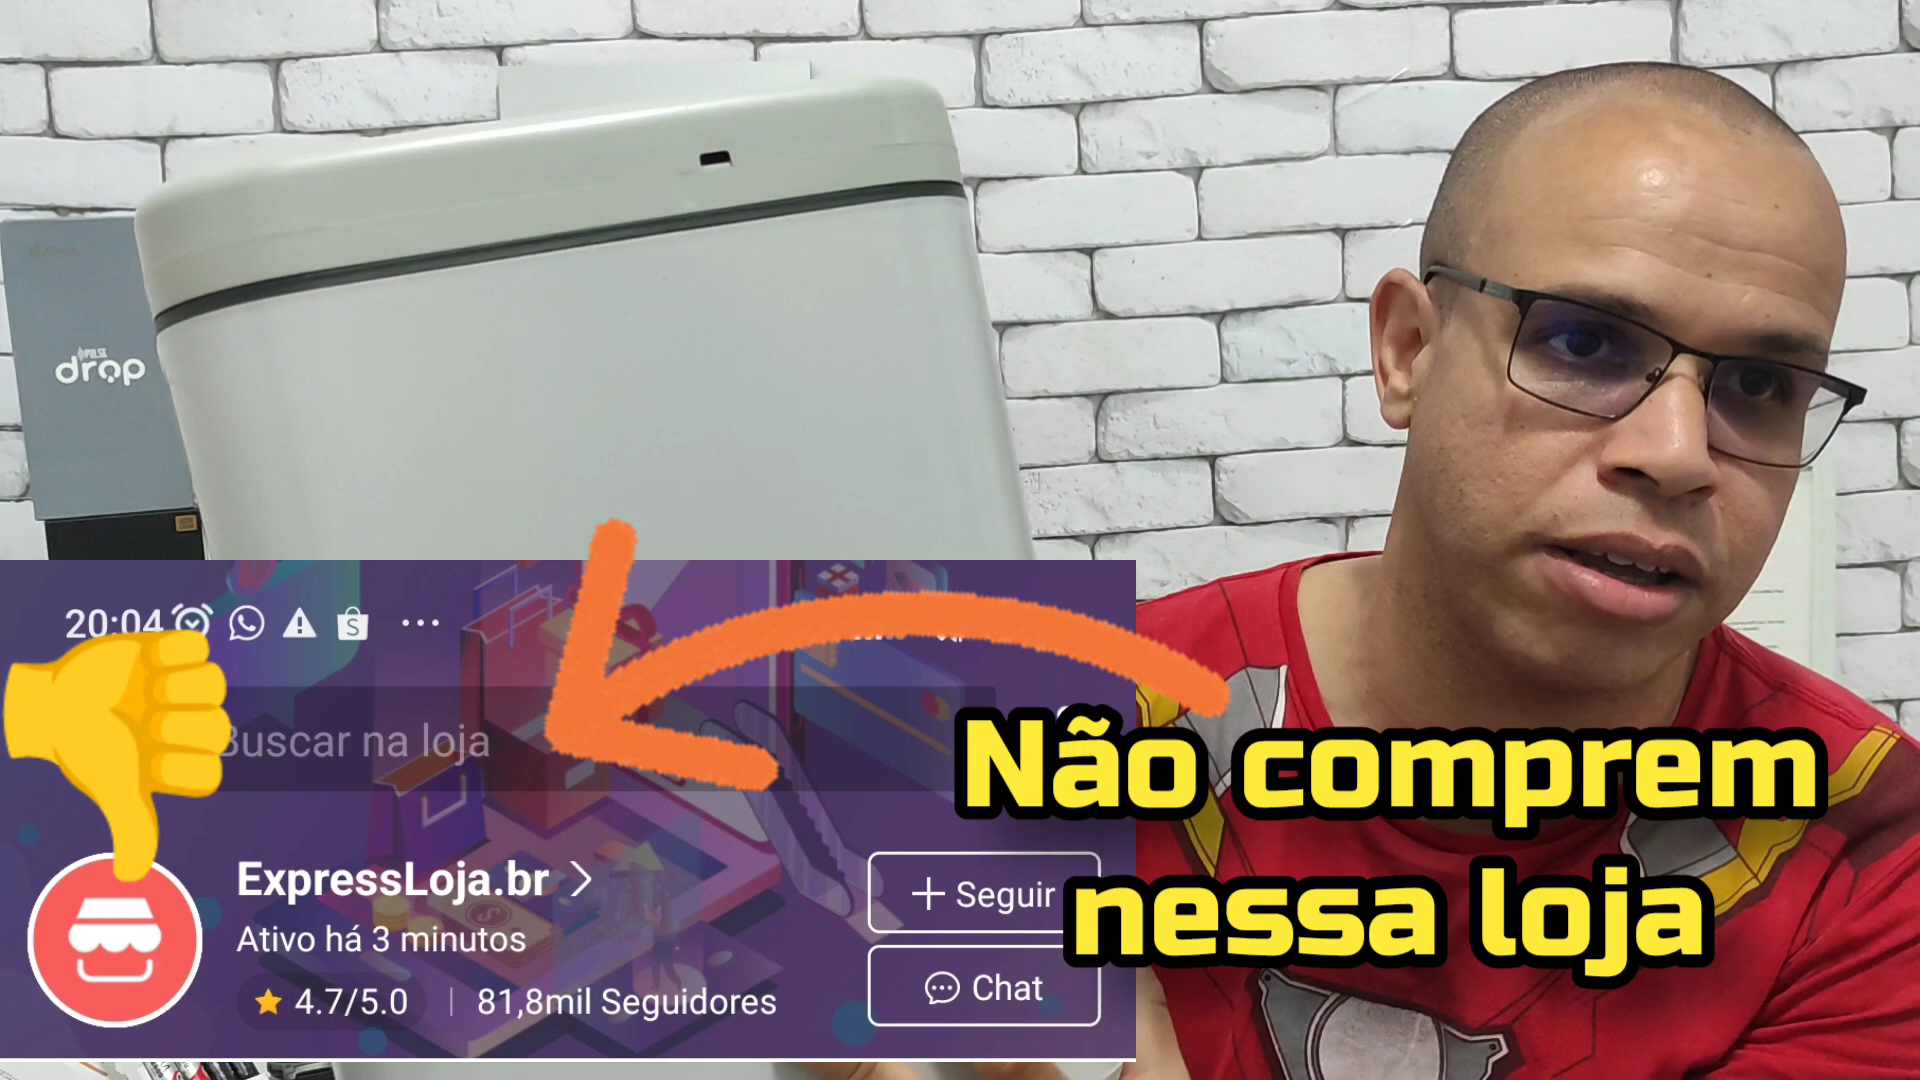 PULSE
drop
20:04
S
Buscar na loja
ExpressLoja.br
Ativo há 3 minutos
4.7/5.0 | 81,8mil Seguidores
+ Seguir
Chat
Não comprem
nessa loja